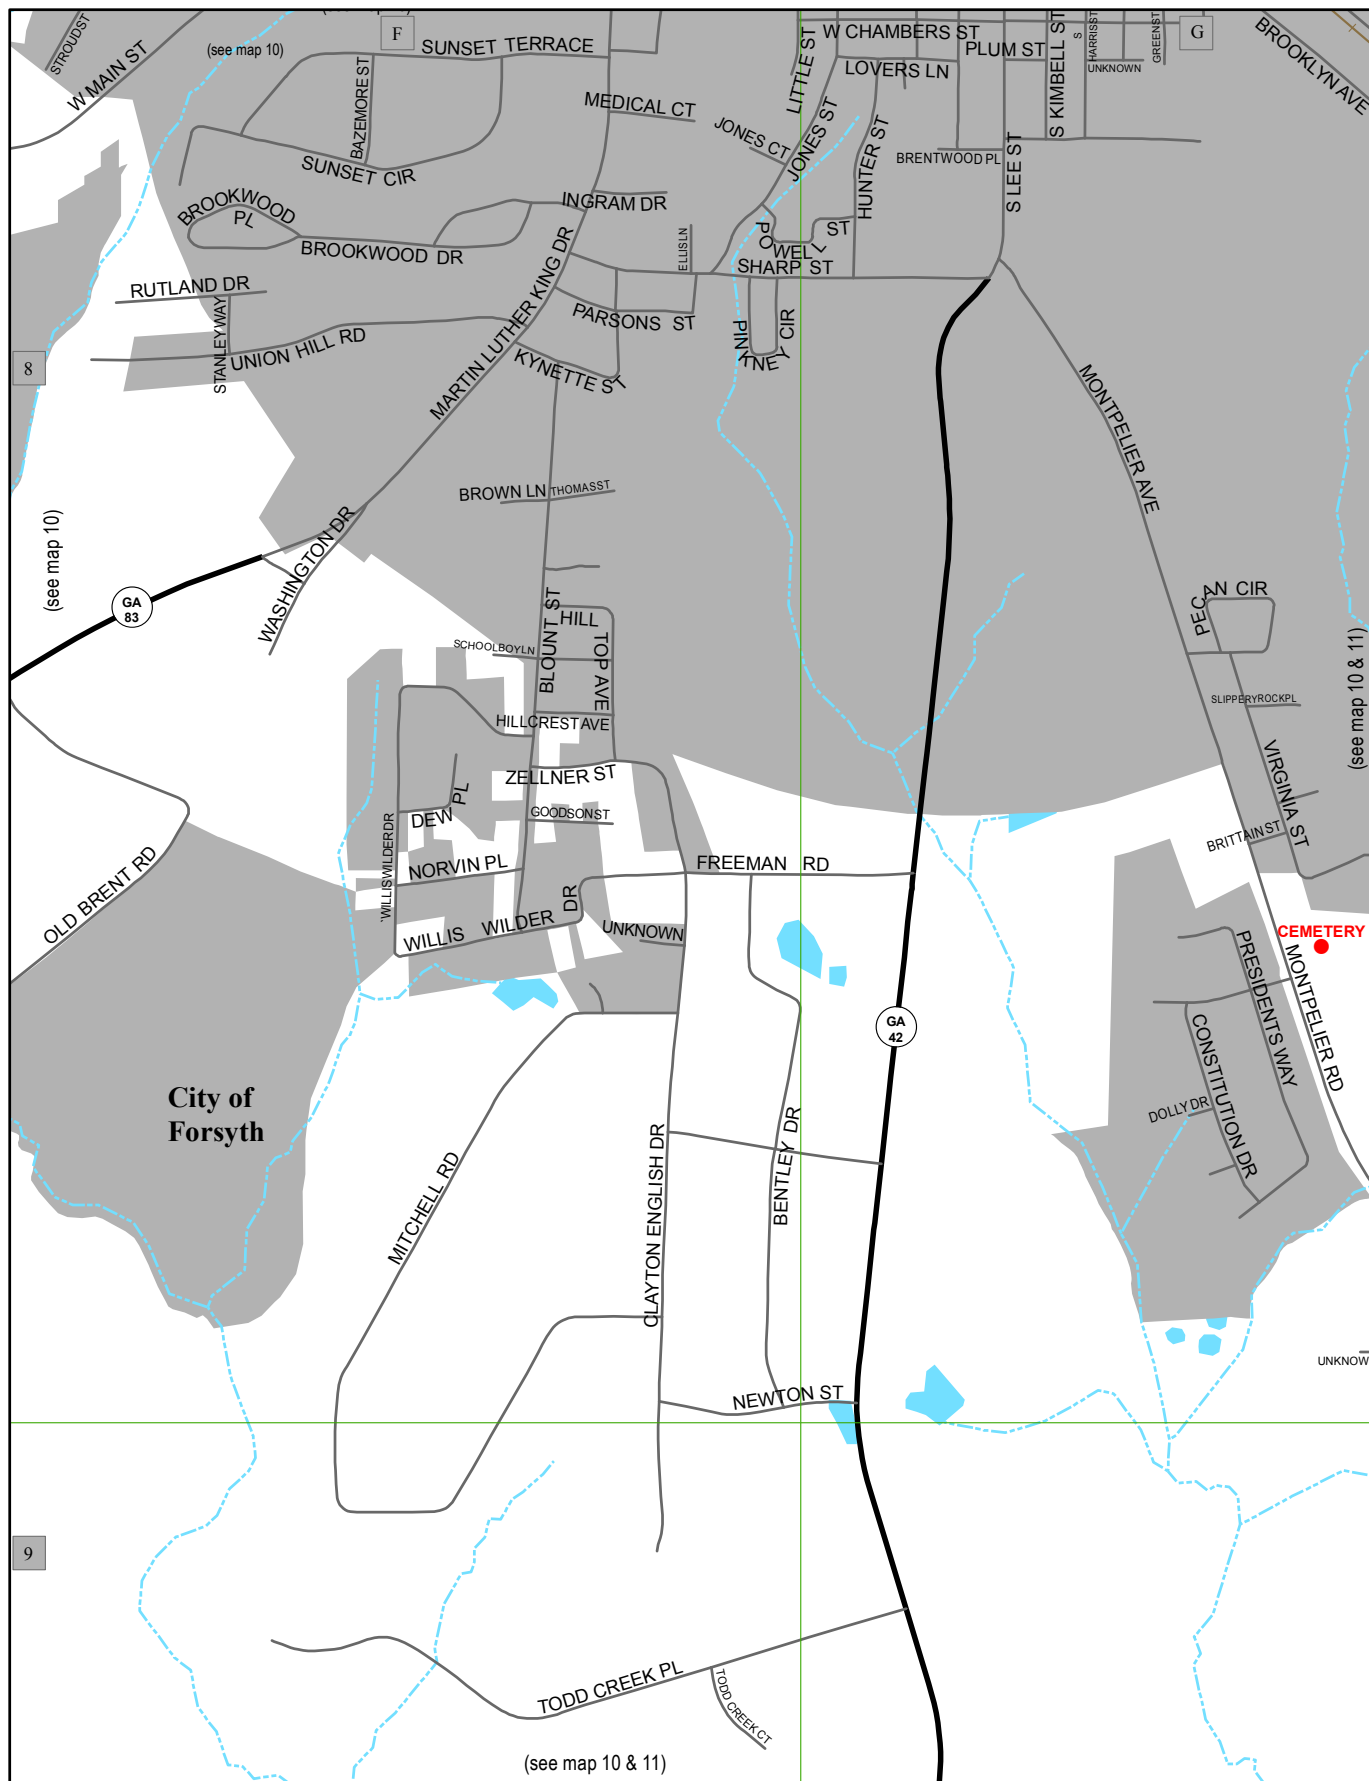 STROUD ST
W MAIN ST
(see map 10)
F
SUNSET TERRACE
BAZEMORE ST
SUNSET CIR
MEDICAL CT
LITTLE ST
W CHAMBERS ST
LOVERS LN
PLUM ST
S KIMBELL ST
S HARRIS ST
UNKNOWN
GREEN ST
G
BROOKLYN AVE
JONES CT
JONES ST
HUNTER ST
BRENTWOOD PL
S LEE ST
BROOKWOOD PL
BROOKWOOD DR
INGRAM DR
ELLIS LN
POWELL ST
SHARP ST
RUTLAND DR
STANLEY WAY
UNION HILL RD
MARTIN LUTHER KING DR
PARSONS ST
KYNETTE ST
PINKNEY CIR
8
MONTPELIER AVE
BROWN LN
THOMAS ST
(see map 10)
WASHINGTON DR
GA
83
BLOUNT ST
HILL TOP AVE
SCHOOLBOY LN
HILLCREST AVE
PECAN CIR
(see map 10 & 11)
SLIPPERY ROCK PL
VIRGINIA ST
ZELLNER ST
DEW PL
GOODSON ST
WILLIS WILDER DR
BRITTAIN ST
NORVIN PL
FREEMAN RD
OLD BRENT RD
WILLIS WILDER DR
UNKNOWN
CEMETERY
PRESIDENTS WAY
MONTPELIER RD
GA
42
CONSTITUTION DR
DOLLY DR
City of
Forsyth
MITCHELL RD
CLAYTON ENGLISH DR
BENTLEY DR
UNKNOW
NEWTON ST
9
TODD CREEK PL
TODD CREEK CT
(see map 10 & 11)